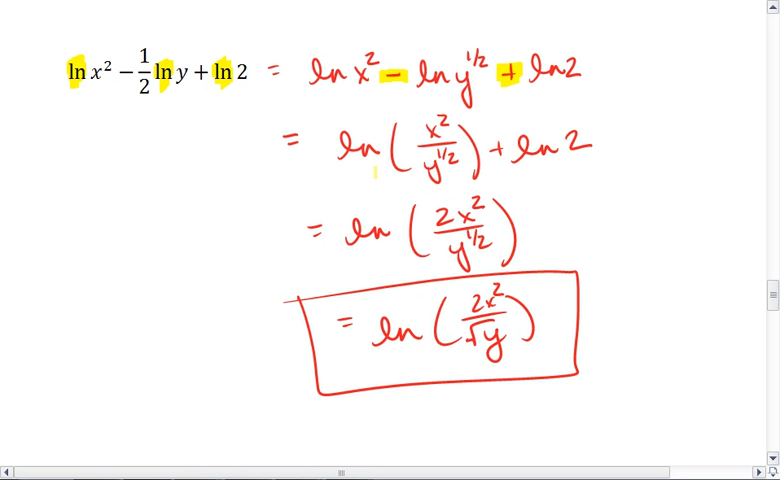 ln x² − 1/2 ln y + ln 2 = ln x² − ln y^1/2 + ln 2
= ln ( x² / y^1/2 ) + ln 2
= ln ( 2x² / y^1/2 )
= ln ( 2x² / √y )